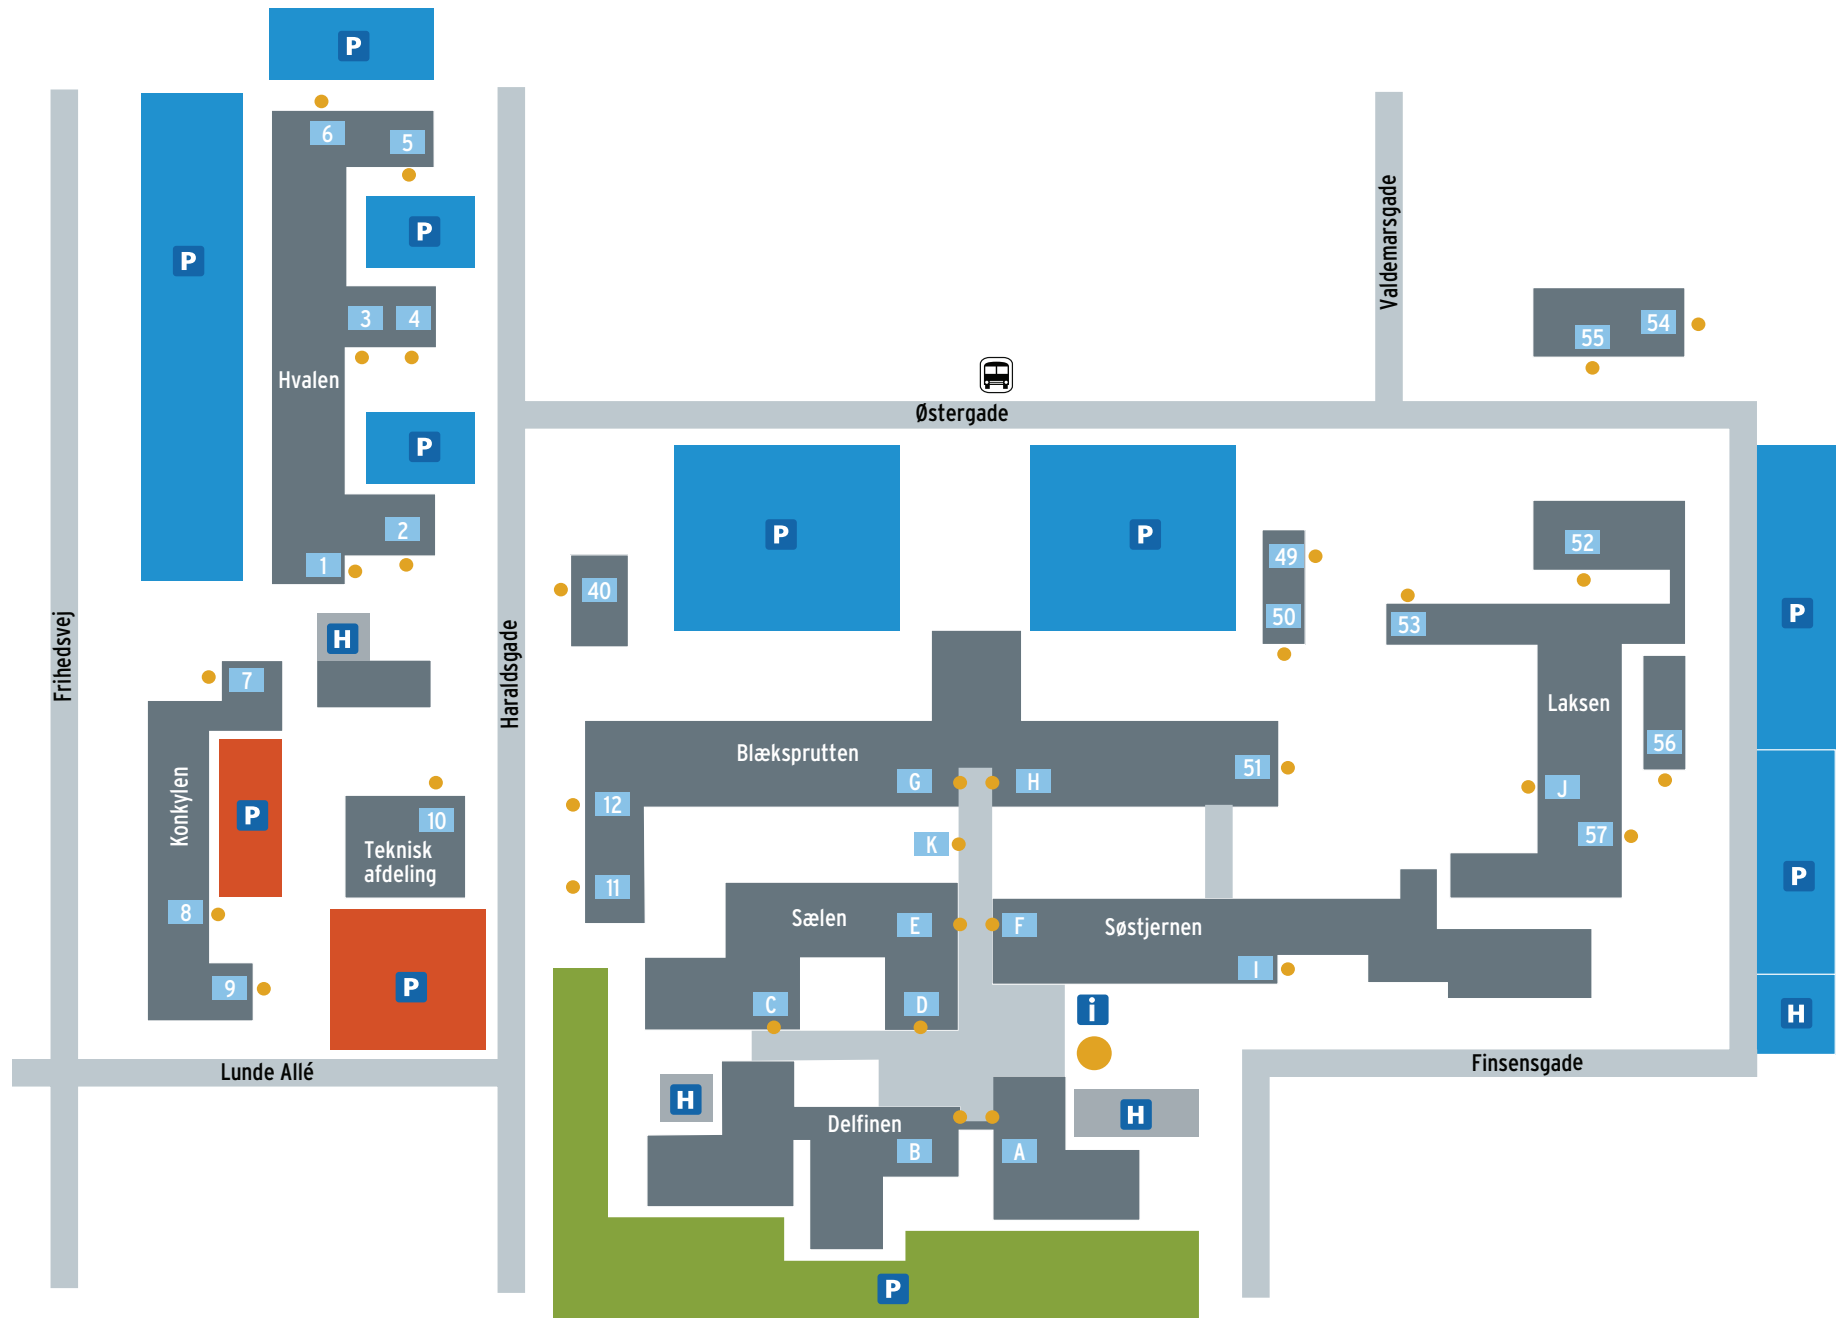 P
6
5
P
P
3
4
Hvalen
P
2
1
H
7
Konkylen
P
10
Teknisk
afdeling
8
9
P
Frihedsvej
Haraldsgade
Lunde Allé
Østergade
Valdemarsgade
55
54
P
P
40
49
50
52
53
Laksen
56
J
57
P
P
H
Blæksprutten
G
H
51
12
K
11
Sælen
E
F
Søstjernen
I
C
D
i
Finsensgade
H
Delfinen
B
A
H
P